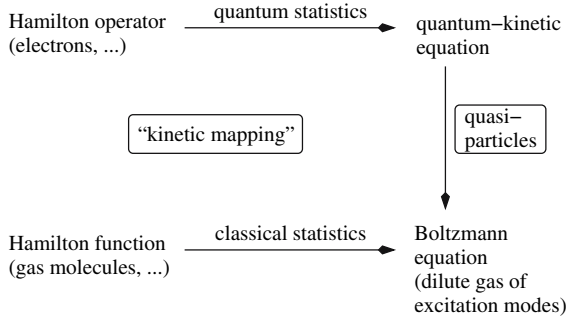 Hamilton operator
(electrons, ...)
quantum statistics
quantum−kinetic
equation
“kinetic mapping”
quasi−
particles
Hamilton function
(gas molecules, ...)
classical statistics
Boltzmann
equation
(dilute gas of
excitation modes)